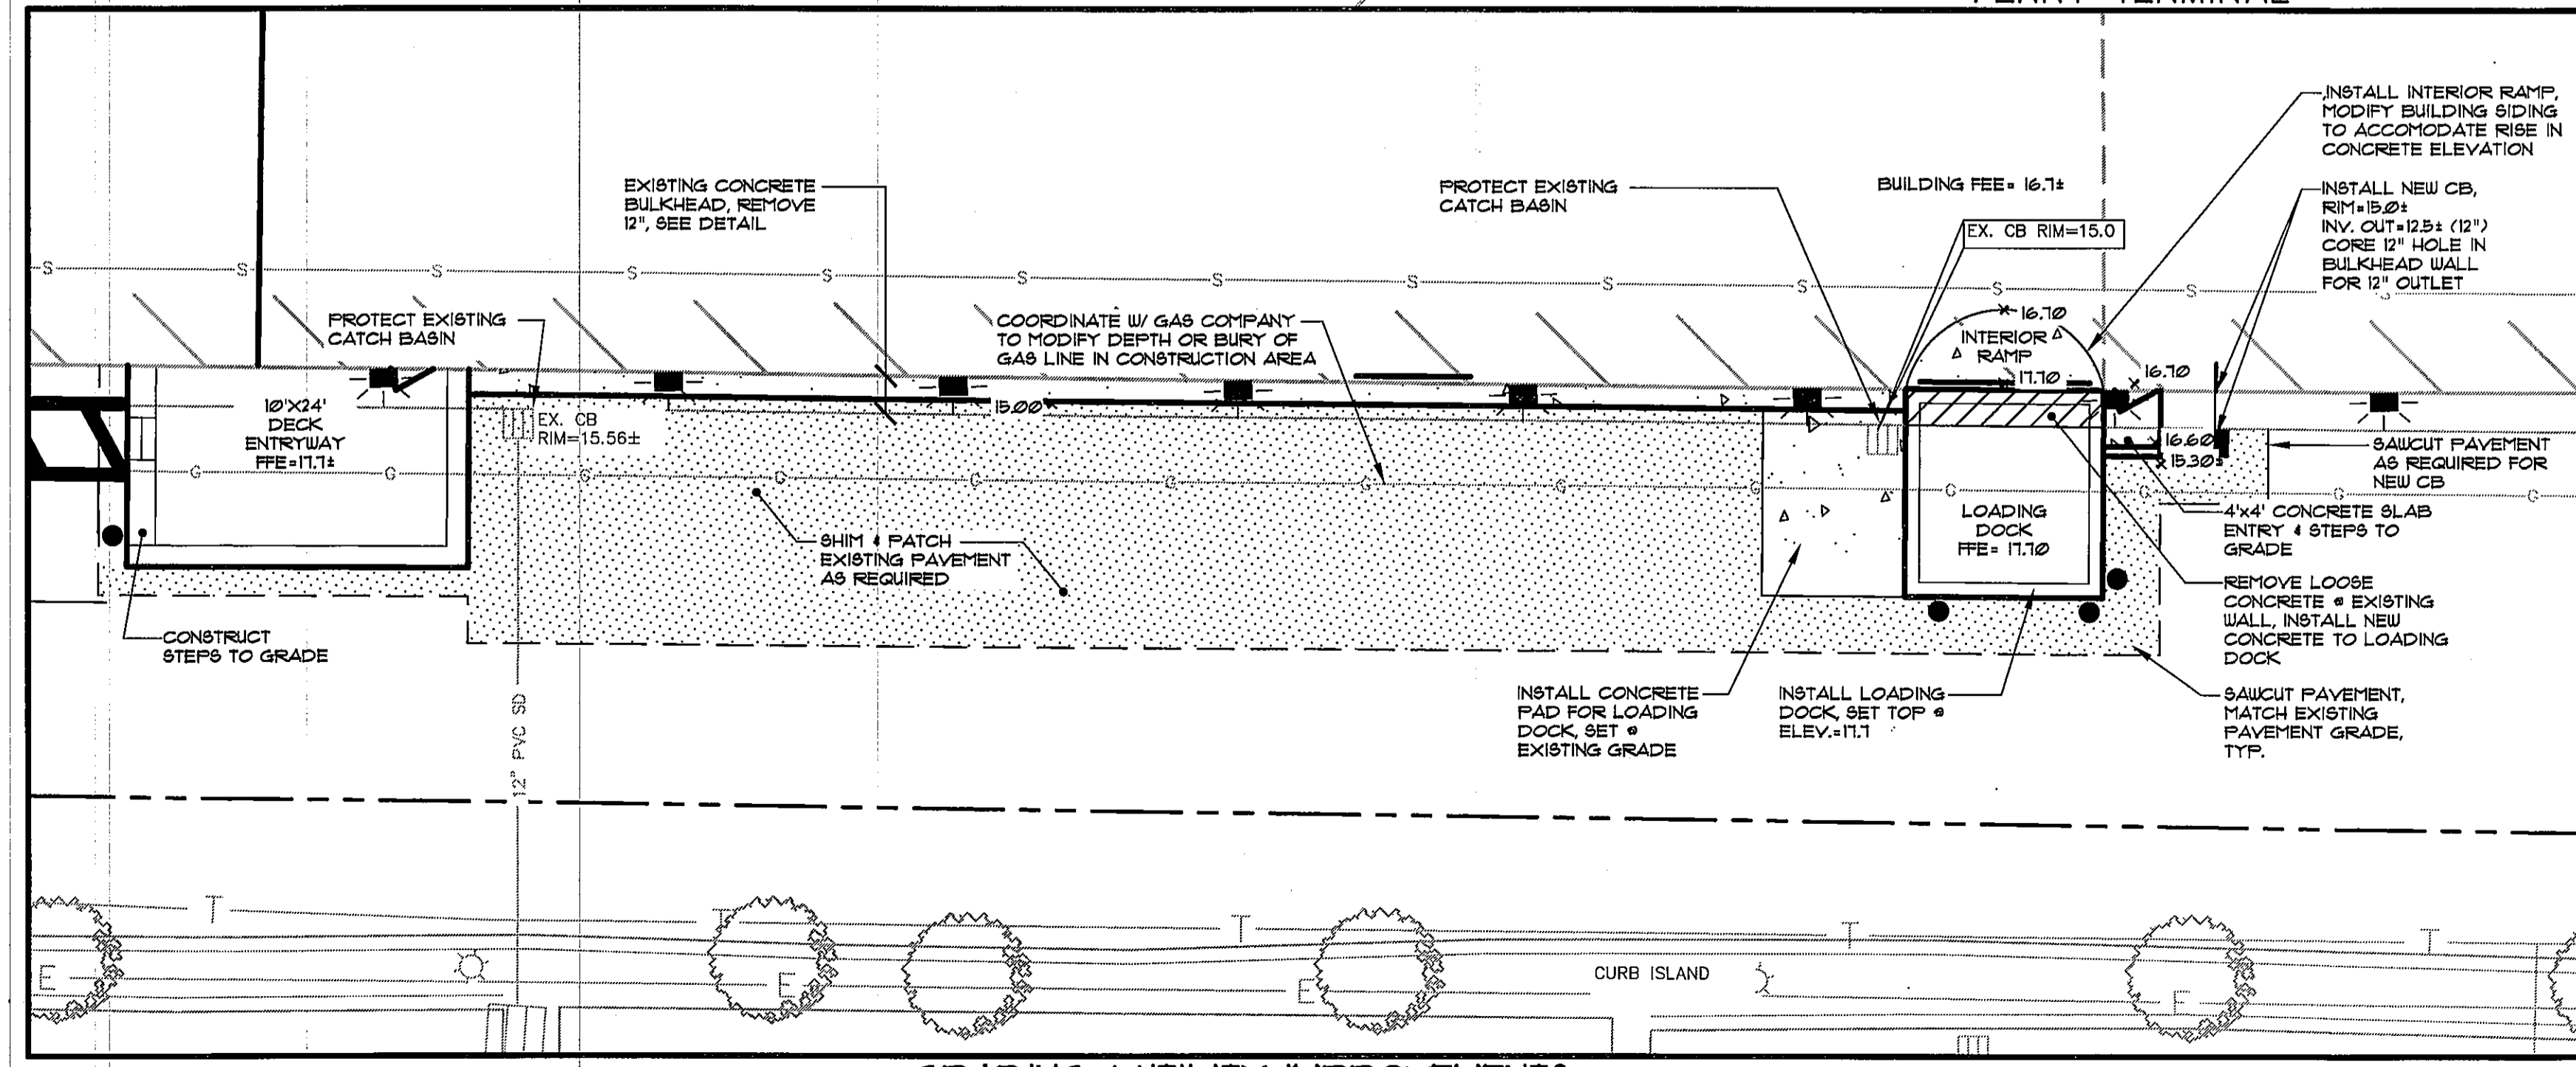 EXISTING CONCRETE
BULKHEAD, REMOVE
12", SEE DETAIL
PROTECT EXISTING
CATCH BASIN
BUILDING FEE= 16.7±
EX. CB RIM=15.0
INSTALL INTERIOR RAMP,
MODIFY BUILDING SIDING
TO ACCOMODATE RISE IN
CONCRETE ELEVATION
INSTALL NEW CB,
RIM=15.0±
INV. OUT=12.5± (12")
CORE 12" HOLE IN
BULKHEAD WALL
FOR 12" OUTLET
S S S S S S S S S S S S
PROTECT EXISTING
CATCH BASIN
COORDINATE W/ GAS COMPANY
TO MODIFY DEPTH OR BURY OF
GAS LINE IN CONSTRUCTION AREA
16.70
INTERIOR
RAMP
17.70
16.70
10'X24'
DECK
ENTRYWAY
FFE=17.7±
EX. CB
RIM=15.56±
15.00
16.60
15.30±
SAWCUT PAVEMENT
AS REQUIRED FOR
NEW CB
G G G G G G G G G G G G G
LOADING
DOCK
FFE= 17.70
4'x4' CONCRETE SLAB
ENTRY & STEPS TO
GRADE
SHIM & PATCH
EXISTING PAVEMENT
AS REQUIRED
REMOVE LOOSE
CONCRETE @ EXISTING
WALL, INSTALL NEW
CONCRETE TO LOADING
DOCK
CONSTRUCT
STEPS TO GRADE
INSTALL CONCRETE
PAD FOR LOADING
DOCK, SET @
EXISTING GRADE
INSTALL LOADING
DOCK, SET TOP @
ELEV.=17.7
SAWCUT PAVEMENT,
MATCH EXISTING
PAVEMENT GRADE,
TYP.
12" PVC SD
T T T T T
CURB ISLAND
E E E E